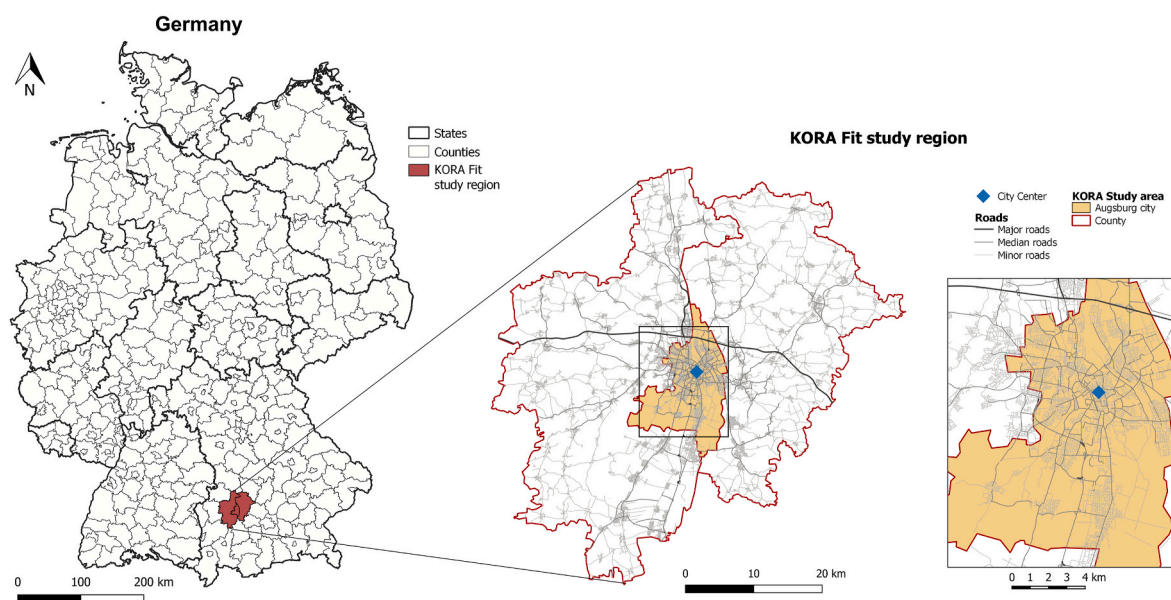 Germany
N
States
Counties
KORA Fit
study region
0 100 200 km
KORA Fit study region
City Center
Roads
Major roads
Median roads
Minor roads
KORA Study area
Augsburg city
County
0 10 20 km
0 1 2 3 4 km